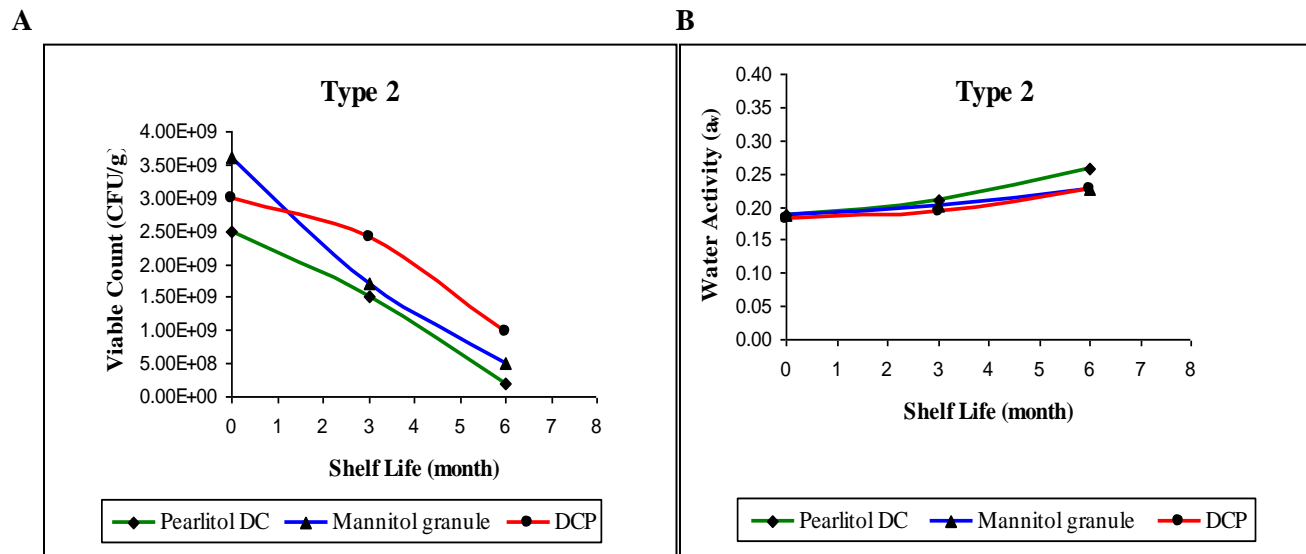 A
Type 2
Viable Count (CFU/g)
4.00E+09
3.50E+09
3.00E+09
2.50E+09
2.00E+09
1.50E+09
1.00E+09
5.00E+08
0.00E+00
0 1 2 3 4 5 6 7 8
Shelf Life (month)
Pearlitol DC Mannitol granule DCP
B
Type 2
Water Activity (aw)
0.40
0.35
0.30
0.25
0.20
0.15
0.10
0.05
0.00
0 1 2 3 4 5 6 7 8
Shelf Life (month)
Pearlitol DC Mannitol granule DCP